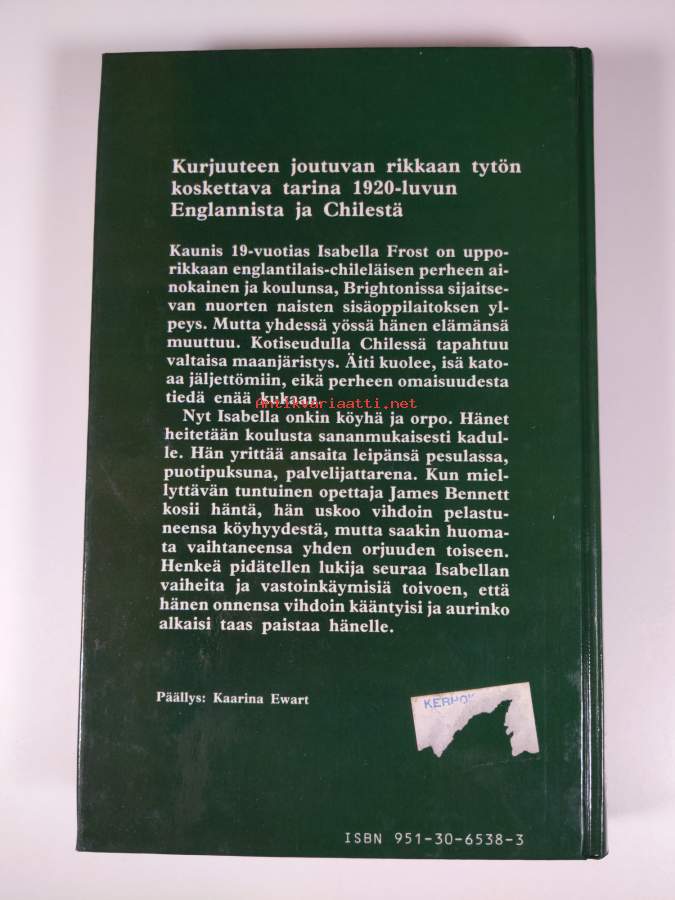 Kurjuuteen joutuvan rikkaan tytön
koskettava tarina 1920-luvun
Englannista ja Chilestä
Kaunis 19-vuotias Isabella Frost on uppo-
rikkaan englantilais-chileläisen perheen ai-
nokainen ja koulunsa, Brightonissa sijaitse-
van nuorten naisten sisäoppilaitoksen yl-
peys. Mutta yhdessä yössä hänen elämänsä
muuttuu. Kotiseudulla Chilessä tapahtuu
valtaisa maanjäristys. Äiti kuolee, isä kato-
aa jäljettömiin, eikä perheen omaisuudesta
tiedä enää kukaan.
Antikvariaatti.net
Nyt Isabella onkin köyhä ja orpo. Hänet
heitetään koulusta sananmukaisesti kadul-
le. Hän yrittää ansaita leipänsä pesulassa,
puotipuksuna, palvelijattarena. Kun miel-
lyttävän tuntuinen opettaja James Bennett
kosii häntä, hän uskoo vihdoin pelastu-
neensa köyhyydestä, mutta saakin huoma-
ta vaihtaneensa yhden orjuuden toiseen.
Henkeä pidätellen lukija seuraa Isabellan
vaiheita ja vastoinkäymisiä toivoen, että
hänen onnensa vihdoin kääntyisi ja aurinko
alkaisi taas paistaa hänelle.
Päällys: Kaarina Ewart
ISBN 951-30-6538-3